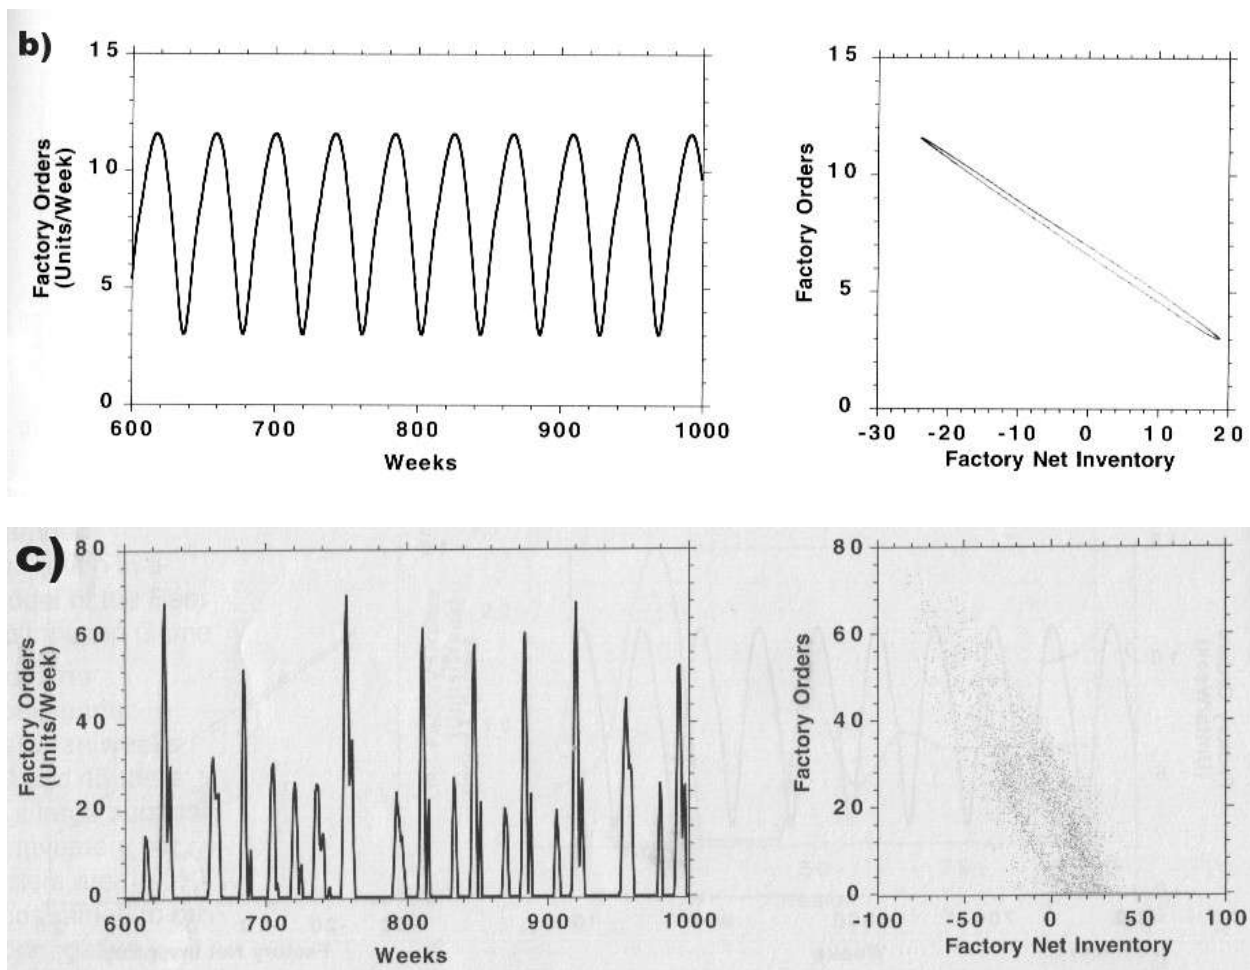 b)
15
10
5
0
Factory Orders
(Units/Week)
600 700 800 900 1000
Weeks
15
10
5
0
Factory Orders
-30 -20 -10 0 10 20
Factory Net Inventory
c)
80
60
40
20
0
Factory Orders
(Units/Week)
600 700 800 900 1000
Weeks
80
60
40
20
0
Factory Orders
-100 -50 0 50 100
Factory Net Inventory